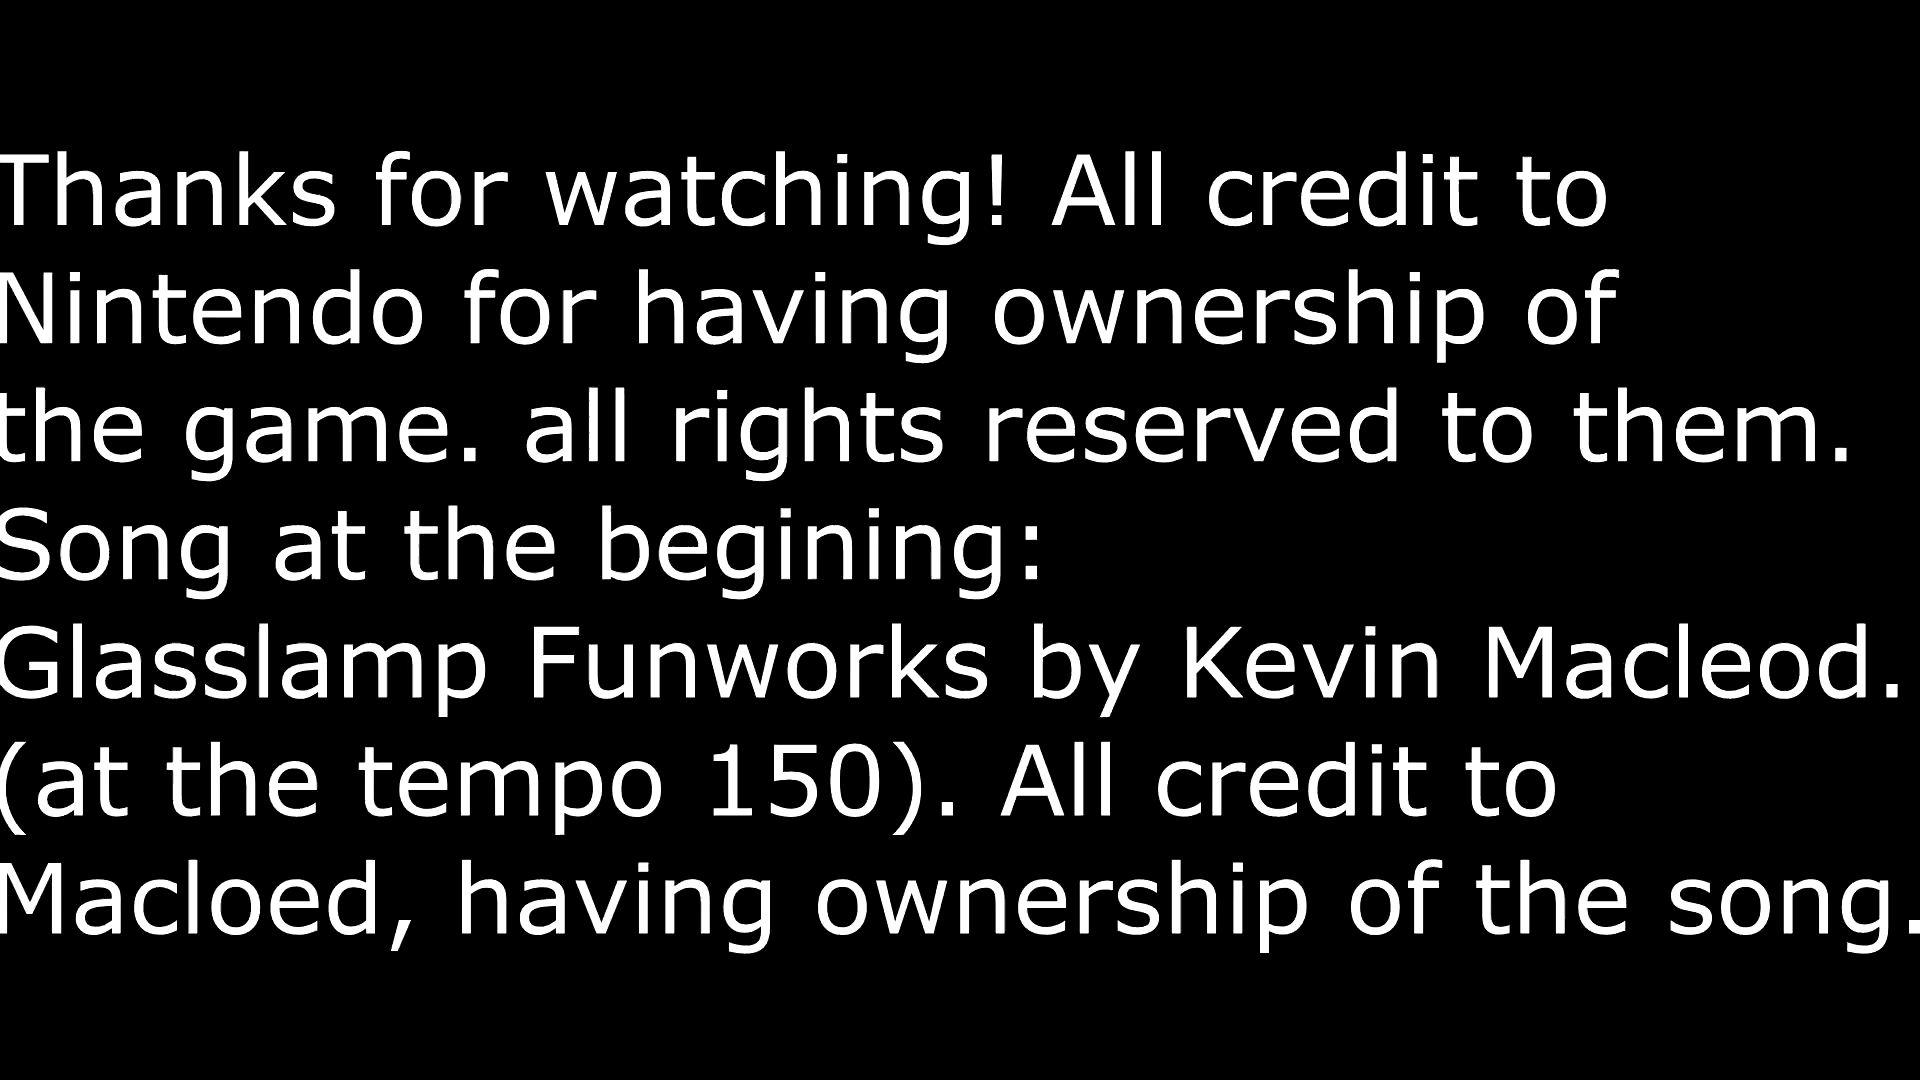 Thanks for watching! All credit to
Nintendo for having ownership of
the game. all rights reserved to them.
Song at the begining:
Glasslamp Funworks by Kevin Macleod.
(at the tempo 150). All credit to
Macloed, having ownership of the song.